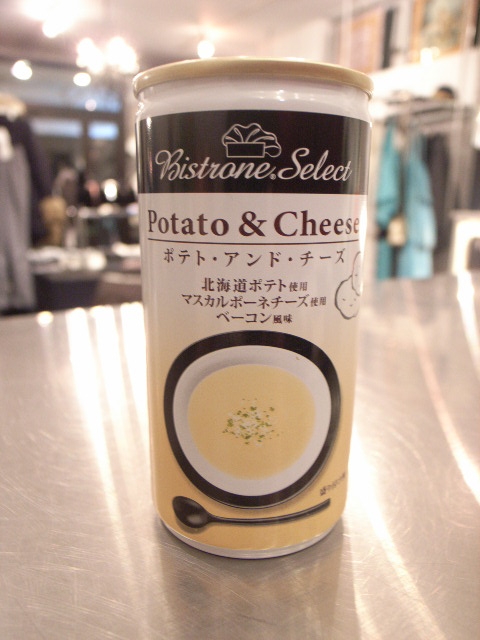 Bistrone Select
Potato & Cheese
ポテト・アンド・チーズ
北海道ポテト使用
マスカルポーネチーズ使用
ベーコン風味